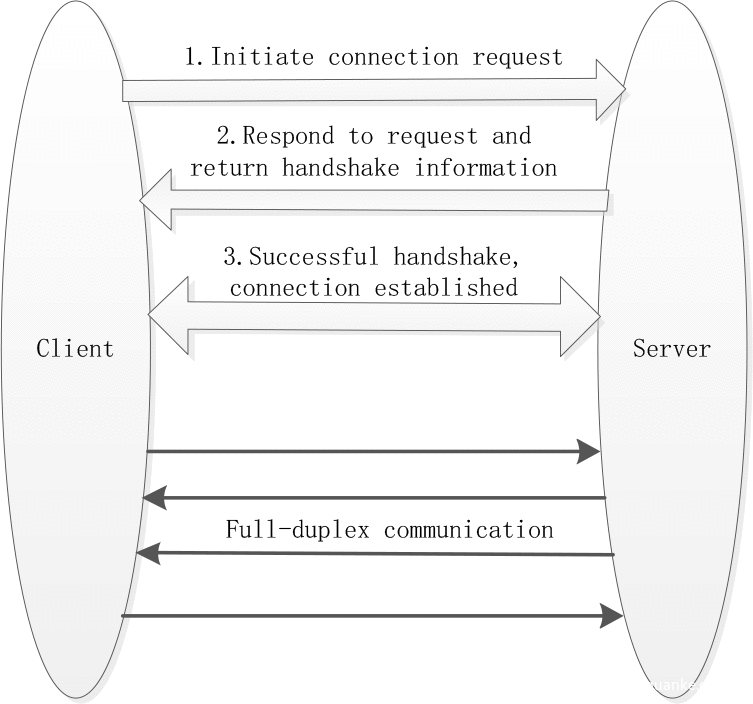 1.Initiate connection request
2.Respond to request and
return handshake information
3.Successful handshake,
connection established
Client
Server
Full-duplex communication